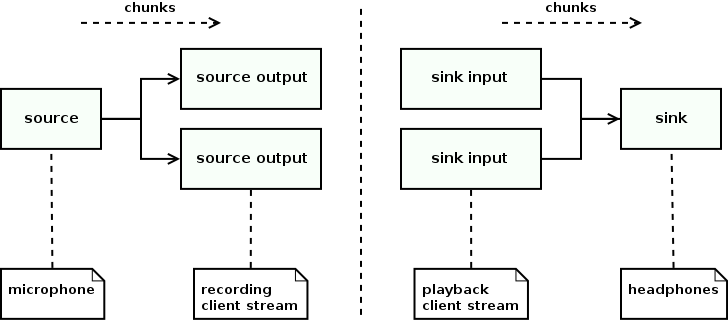 chunks
chunks
source output
sink input
source
sink
source output
sink input
microphone
recording
client stream
playback
client stream
headphones